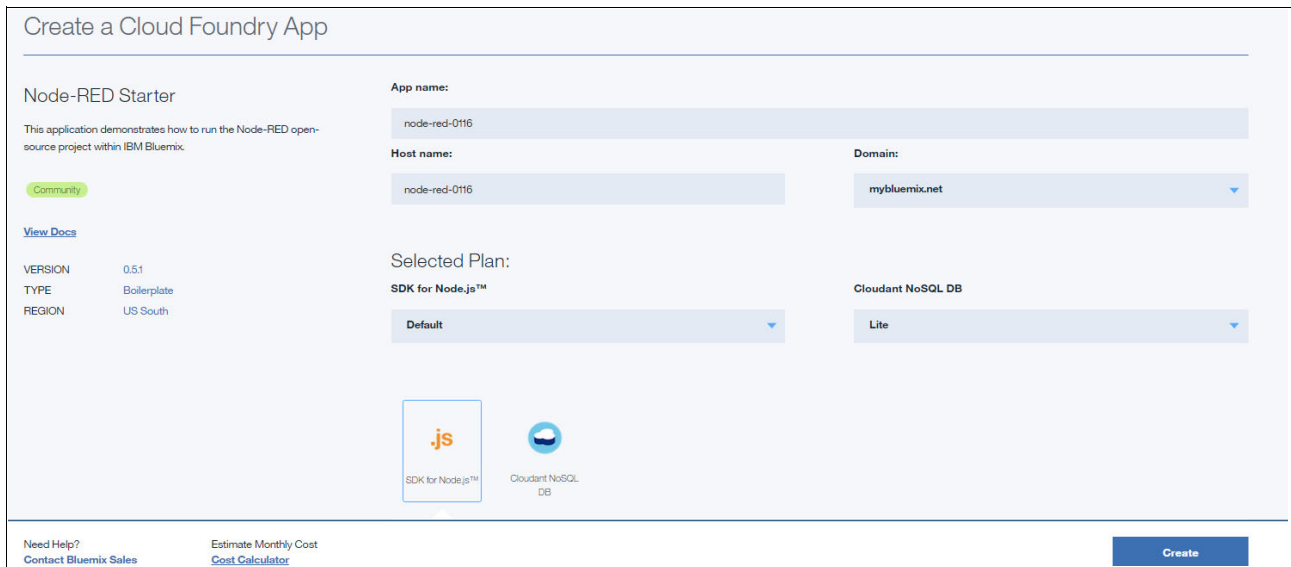 Create a Cloud Foundry App
Node-RED Starter
This application demonstrates how to run the Node-RED open-
source project within IBM Bluemix.
Community
View Docs
VERSION 0.5.1
TYPE Boilerplate
REGION US South
App name:
node-red-0116
Host name:
node-red-0116
Domain:
mybluemix.net
Selected Plan:
SDK for Node.js™
Default
Cloudant NoSQL DB
Lite
.js
SDK for Node.js™
Cloudant NoSQL
DB
Need Help?
Contact Bluemix Sales
Estimate Monthly Cost
Cost Calculator
Create